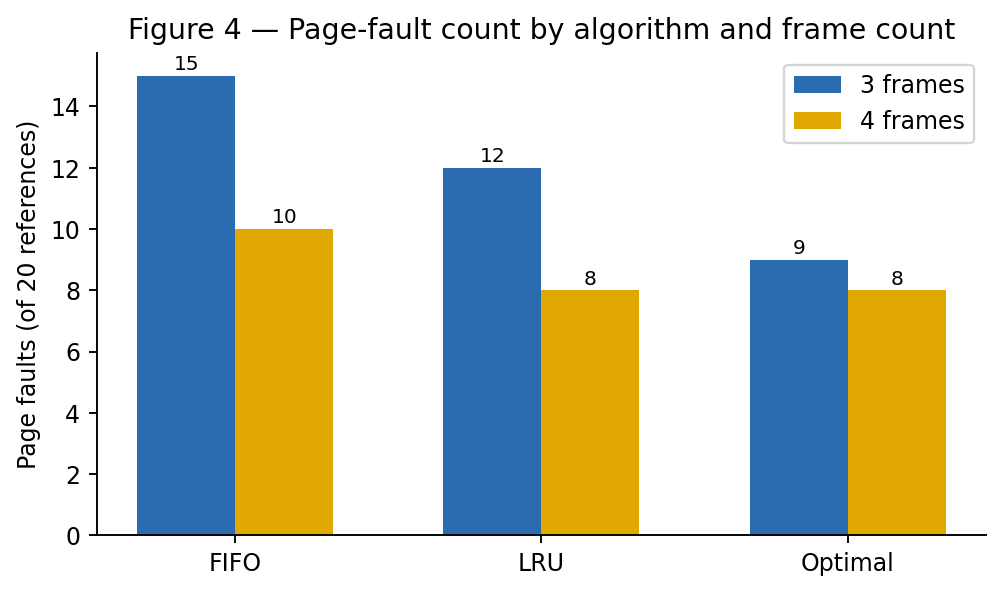 Figure 4 — Page-fault count by algorithm and frame count
15
3 frames
14
4 frames
12
12
10
10
9
8
8
8
6
4
2
0
Page faults (of 20 references)
FIFO
LRU
Optimal